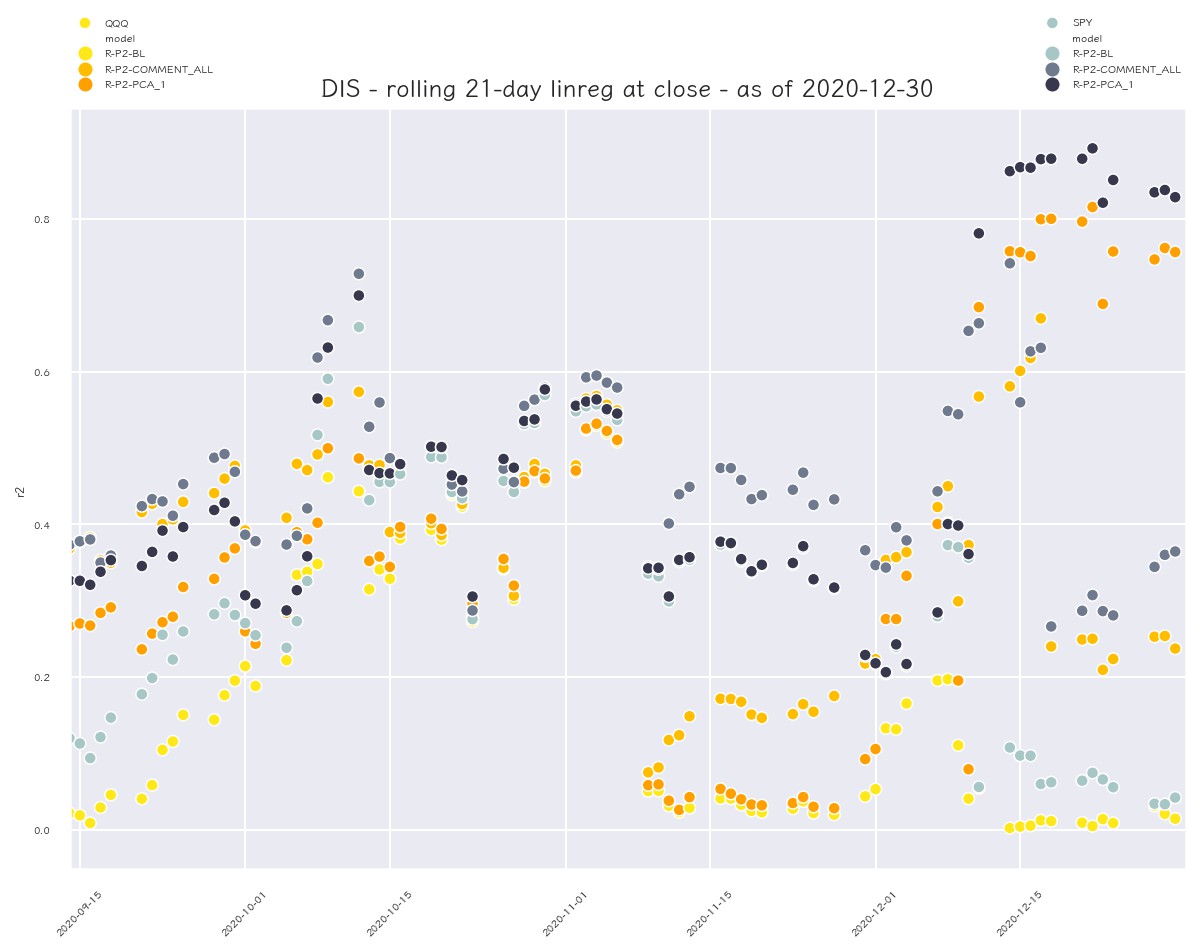 QQQ
model
R-P2-BL
R-P2-COMMENT_ALL
R-P2-PCA_1
SPY
model
R-P2-BL
R-P2-COMMENT_ALL
R-P2-PCA_1
DIS - rolling 21-day linreg at close - as of 2020-12-30
r2
0.8
0.6
0.4
0.2
0.0
2020-09-15
2020-10-01
2020-10-15
2020-11-01
2020-11-15
2020-12-01
2020-12-15